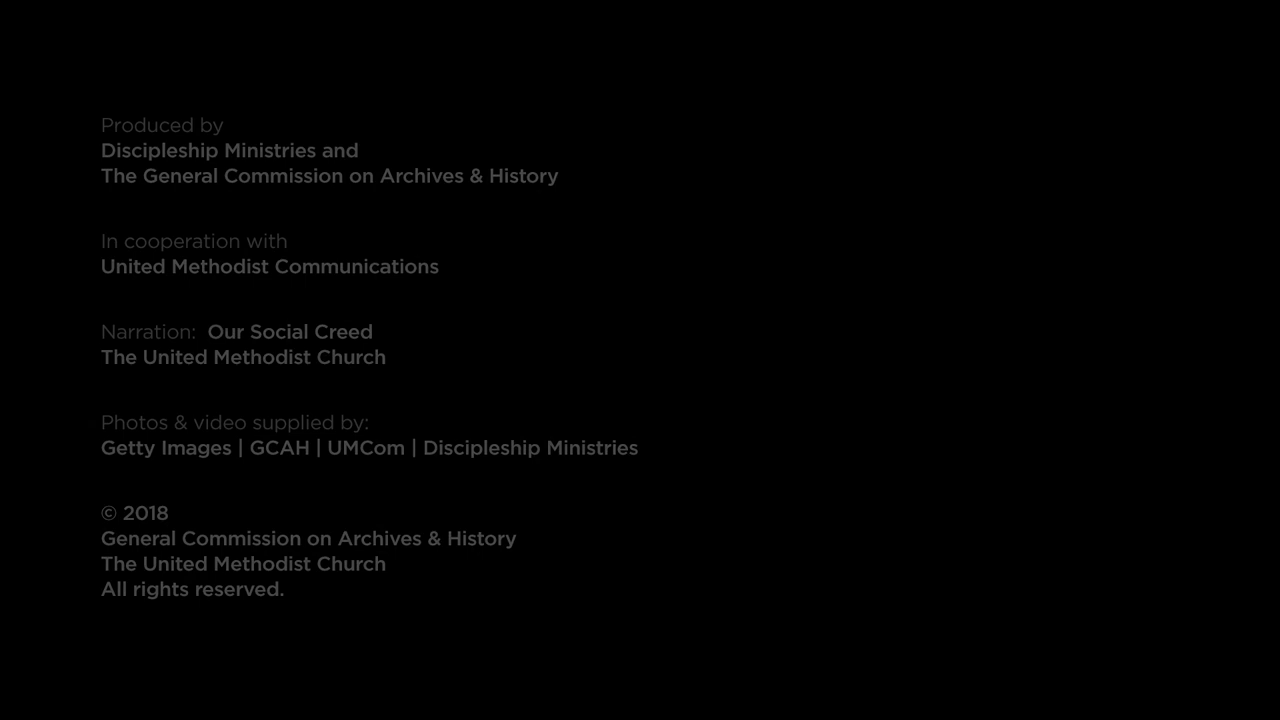 Produced by
Discipleship Ministries and
The General Commission on Archives & History
In cooperation with
United Methodist Communications
Narration: Our Social Creed
The United Methodist Church
Photos & video supplied by:
Getty Images | GCAH | UMCom | Discipleship Ministries
© 2018
General Commission on Archives & History
The United Methodist Church
All rights reserved.